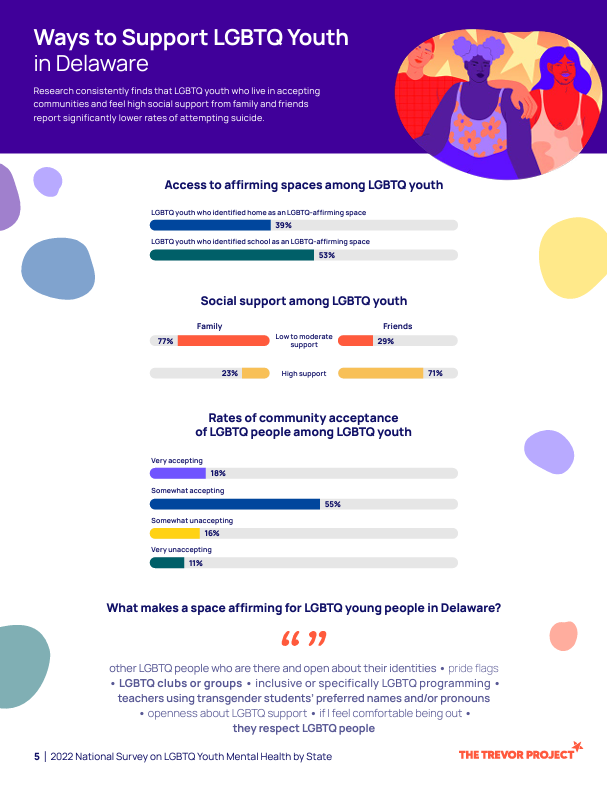 Ways to Support LGBTQ Youth
in Delaware
Research consistently finds that LGBTQ youth who live in accepting
communities and feel high social support from family and friends
report significantly lower rates of attempting suicide.
Access to affirming spaces among LGBTQ youth
LGBTQ youth who identified home as an LGBTQ-affirming space
39%
LGBTQ youth who identified school as an LGBTQ-affirming space
53%
Social support among LGBTQ youth
Family
Friends
77%
Low to moderate
support
29%
23%
High support
71%
Rates of community acceptance
of LGBTQ people among LGBTQ youth
Very accepting
18%
Somewhat accepting
55%
Somewhat unaccepting
16%
Very unaccepting
11%
What makes a space affirming for LGBTQ young people in Delaware?
“ ”
other LGBTQ people who are there and open about their identities • pride flags
• LGBTQ clubs or groups • inclusive or specifically LGBTQ programming •
teachers using transgender students’ preferred names and/or pronouns
• openness about LGBTQ support • if I feel comfortable being out •
they respect LGBTQ people
5 | 2022 National Survey on LGBTQ Youth Mental Health by State
THE TREVOR PROJECT